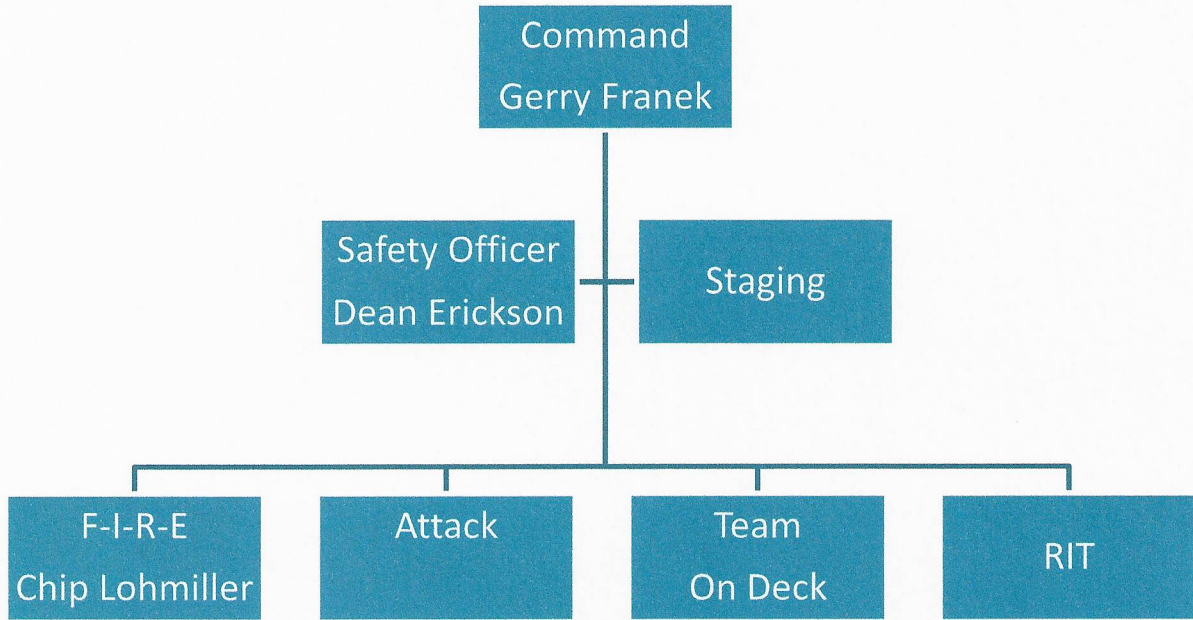 Command
Gerry Franek
Safety Officer
Dean Erickson
Staging
F-I-R-E
Chip Lohmiller
Attack
Team
On Deck
RIT